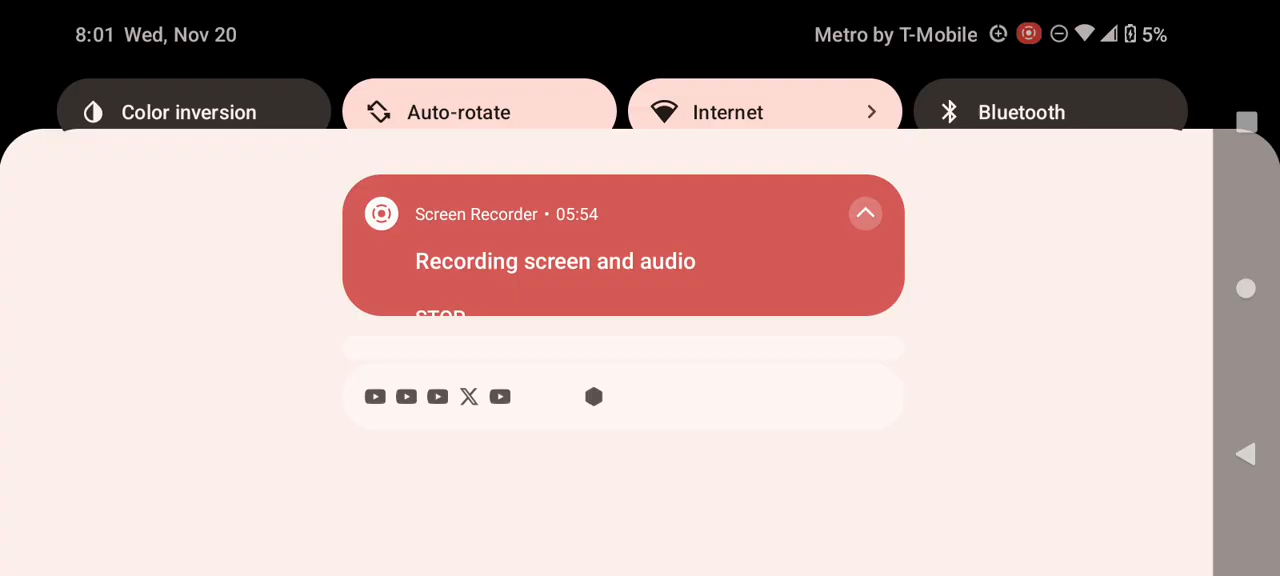 8:01 Wed, Nov 20
Metro by T-Mobile 5%
Color inversion
Auto-rotate
Internet
Bluetooth
Screen Recorder • 05:54
Recording screen and audio
STOP